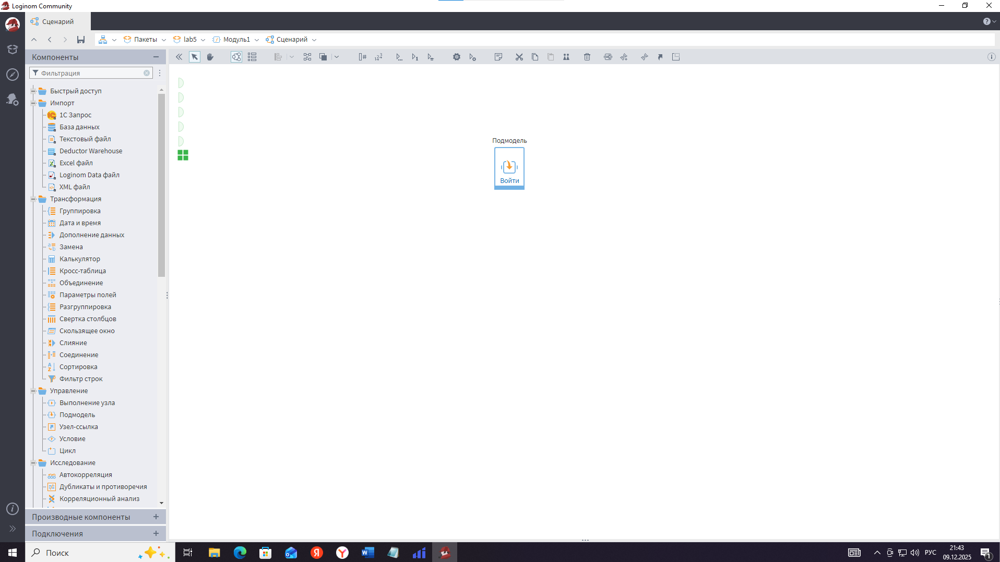 Loginom Community
Сценарий
Пакеты lab5 Модуль1 Сценарий
Компоненты
Фильтрация
Быстрый доступ
Импорт
1С Запрос
База данных
Текстовый файл
Deductor Warehouse
Excel файл
Loginom Data файл
XML файл
Трансформация
Группировка
Дата и время
Дополнение данных
Замена
Калькулятор
Кросс-таблица
Объединение
Параметры полей
Разгруппировка
Свертка столбцов
Скользящее окно
Слияние
Соединение
Сортировка
Фильтр строк
Управление
Выполнение узла
Подмодель
Узел-ссылка
Условие
Цикл
Исследование
Автокорреляция
Дубликаты и противоречия
Корреляционный анализ
Производные компоненты
Подключения
Подмодель
Войти
Поиск
РУС
21:43
09.12.2025
1